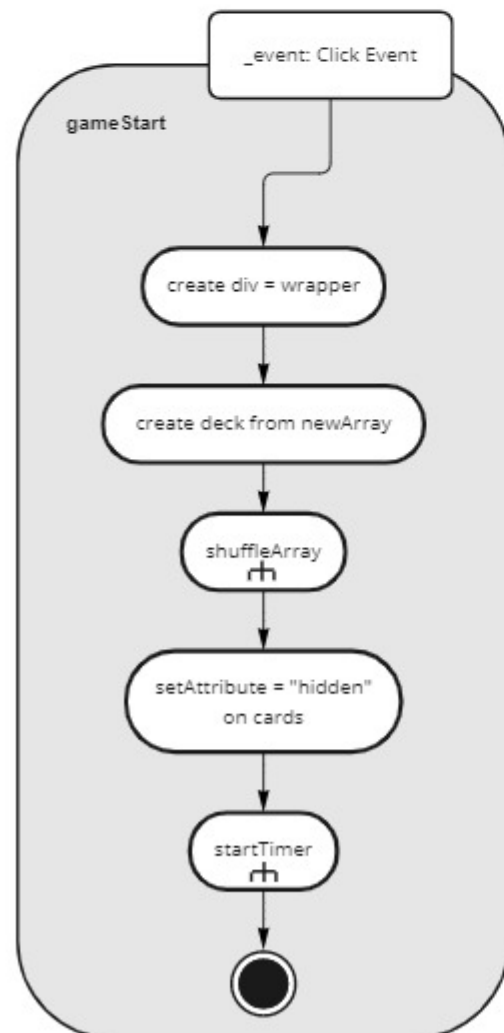 _event: Click Event
gameStart
create div = wrapper
create deck from newArray
shuffleArray
setAttribute = "hidden"
on cards
startTimer